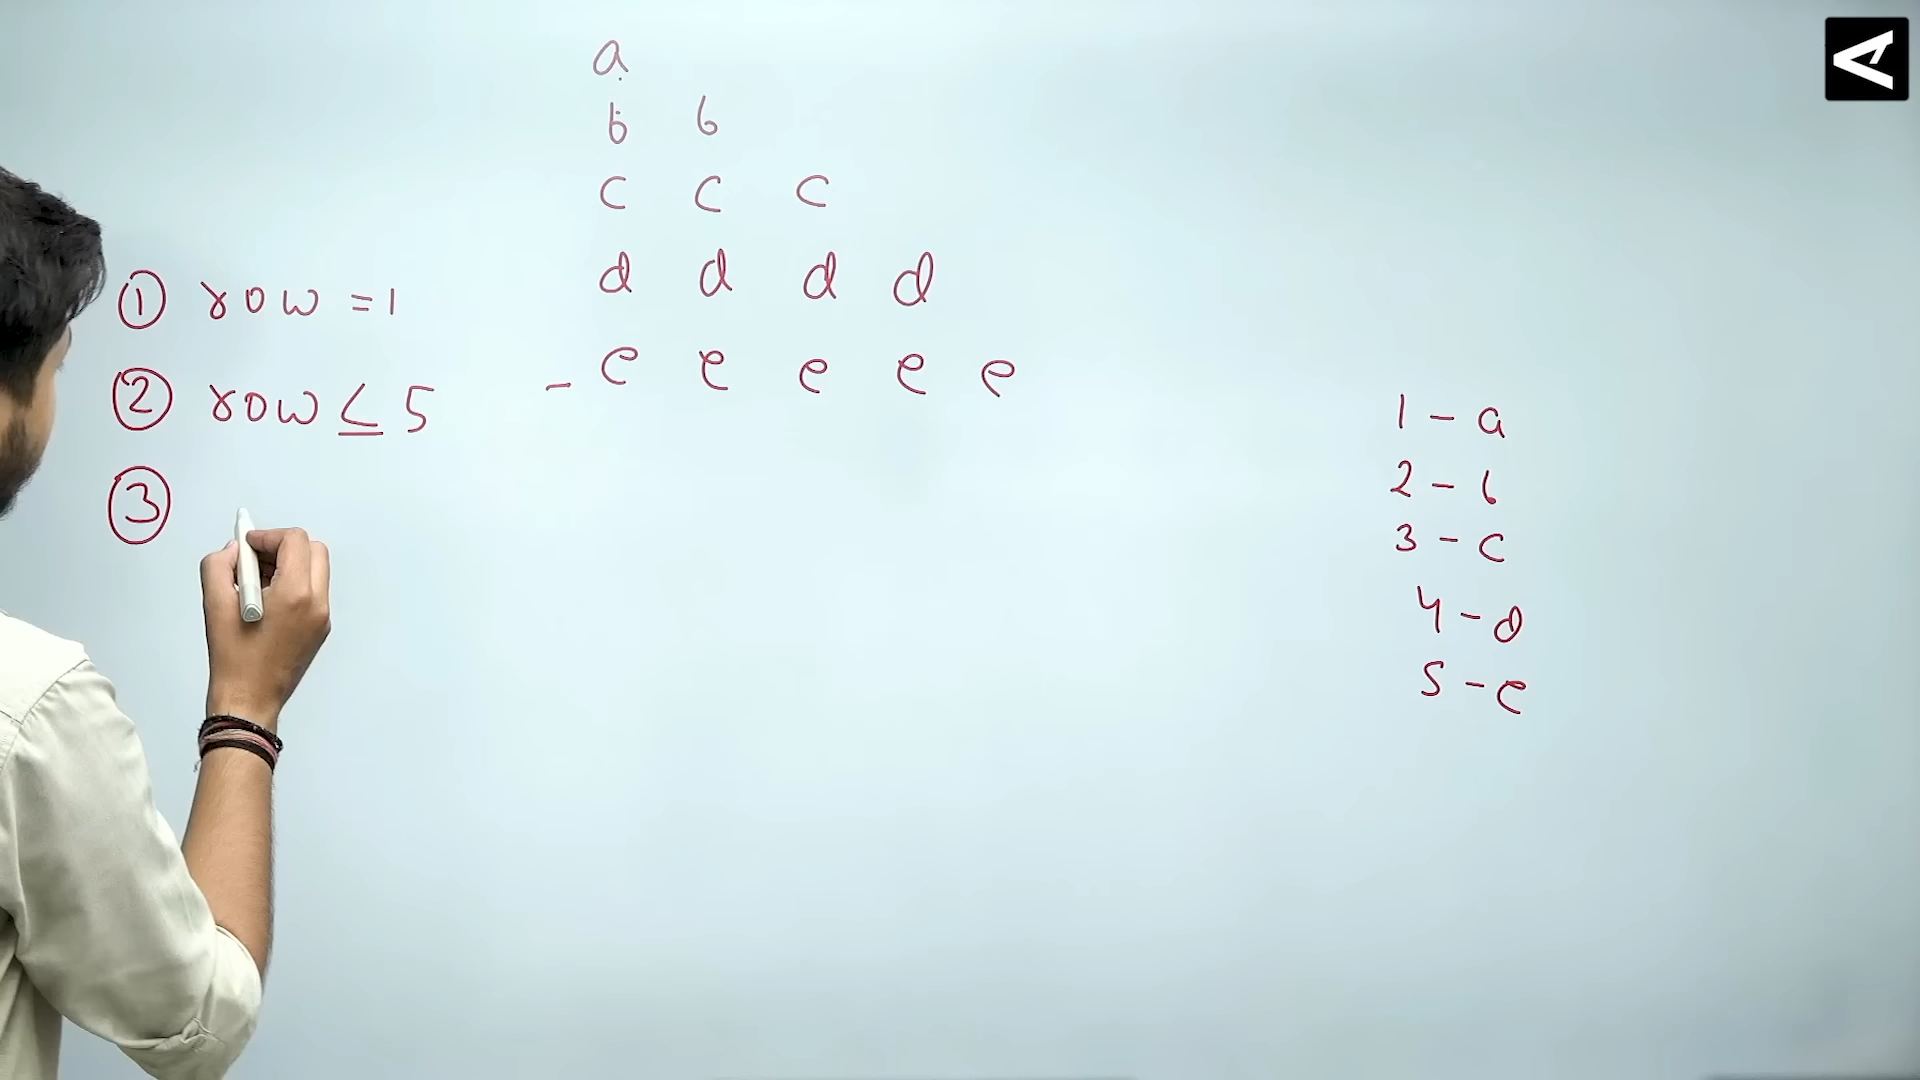 a
b b
c c c
d d d d
- e e e e e
① row = 1
② row ≤ 5
③
1 - a
2 - b
3 - c
4 - d
5 - e